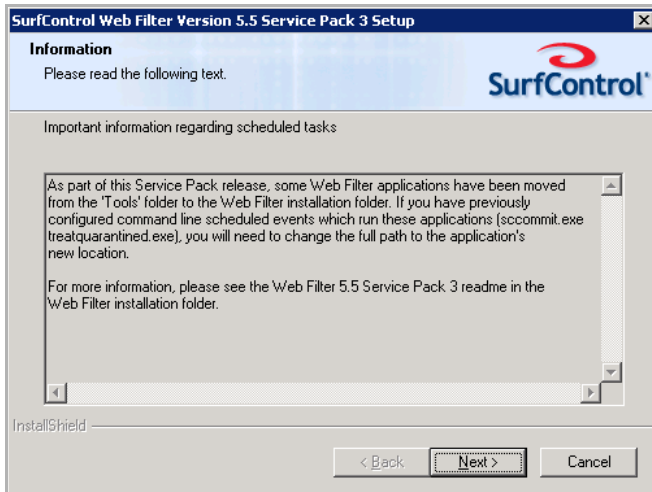 SurfControl Web Filter Version 5.5 Service Pack 3 Setup
Information
Please read the following text.
SurfControl
Important information regarding scheduled tasks
As part of this Service Pack release, some Web Filter applications have been moved
from the 'Tools' folder to the Web Filter installation folder. If you have previously
configured command line scheduled events which run these applications (sccommit.exe
treatquarantined.exe), you will need to change the full path to the application's
new location.
For more information, please see the Web Filter 5.5 Service Pack 3 readme in the
Web Filter installation folder.
InstallShield
< Back
Next >
Cancel